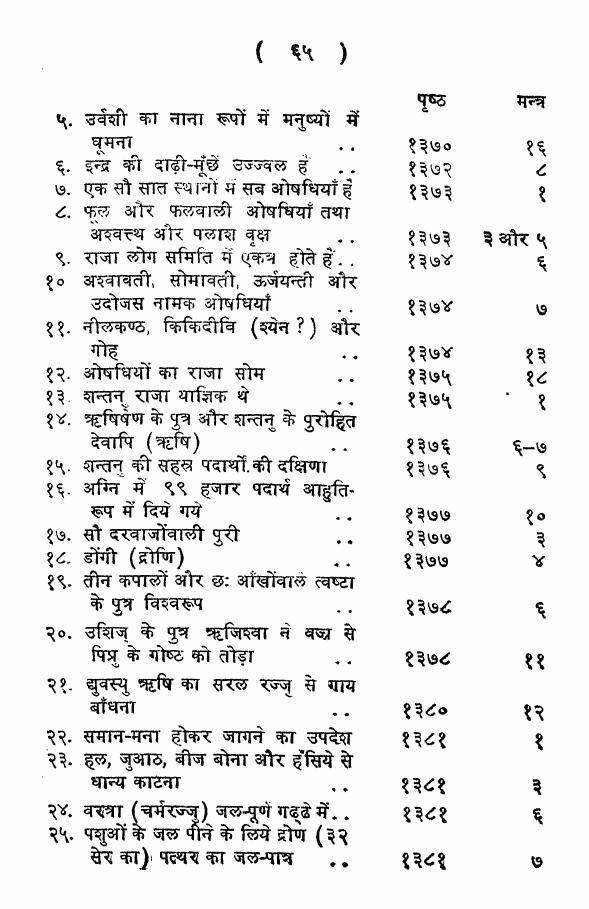 ( ६५ )
पृष्ठ मन्त्र
५. उर्वशी का नाना रूपों में मनुष्यों में
घूमना .. १३७० १६
६. इन्द्र की दाढ़ी-मूँछें उज्ज्वल हैं .. १३७२ ८
७. एक सौ सात स्थानों में सब ओषधियाँ हैं १३७३ १
८. फूल और फलवाली ओषधियाँ तथा
अश्वत्थ और पलाश वृक्ष .. १३७३ ३ और ५
९. राजा लोग समिति में एकत्र होते हैं.. १३७४ ६
१० अश्वावती, सोमावती, ऊर्जयन्ती और
उदोजस नामक ओषधियाँ .. १३७४ ७
११. नीलकण्ठ, किकिदीवि (श्येन ?) और
गोह .. १३७४ १३
१२. ओषधियों का राजा सोम .. १३७५ १८
१३. शन्तनु राजा याज्ञिक थे .. १३७५ १
१४. ऋषिषेण के पुत्र और शन्तनु के पुरोहित
देवापि (ऋषि) .. १३७६ ६–७
१५. शन्तनु की सहस्र पदार्थों की दक्षिणा १३७६ ९
१६. अग्नि में ९९ हजार पदार्थ आहुति-
रूप में दिये गये .. १३७७ १०
१७. सौ दरवाजोंवाली पुरी .. १३७७ ३
१८. डोंगी (द्रोणि) .. १३७७ ४
१९. तीन कपालों और छः आँखोंवाले त्वष्टा
के पुत्र विश्वरूप .. १३७८ ६
२०. उशिज् के पुत्र ऋजिश्वा ने वज्र से
पिप्रु के गोष्ट को तोड़ा .. १३७८ ११
२१. द्युवस्यु ऋषि का सरल रज्जु से गाय
बाँधना .. १३८० १२
२२. समान-मना होकर जागने का उपदेश १३८१ १
२३. हल, जुआठ, बीज बोना और हँसिये से
धान्य काटना .. १३८१ ३
२४. वरत्रा (चर्मरज्जु) जल-पूर्ण गढ्ढे में.. १३८१ ६
२५. पशुओं के जल पीने के लिये द्रोण (३२
सेर का) पत्थर का जल-पात्र .. १३८१ ७